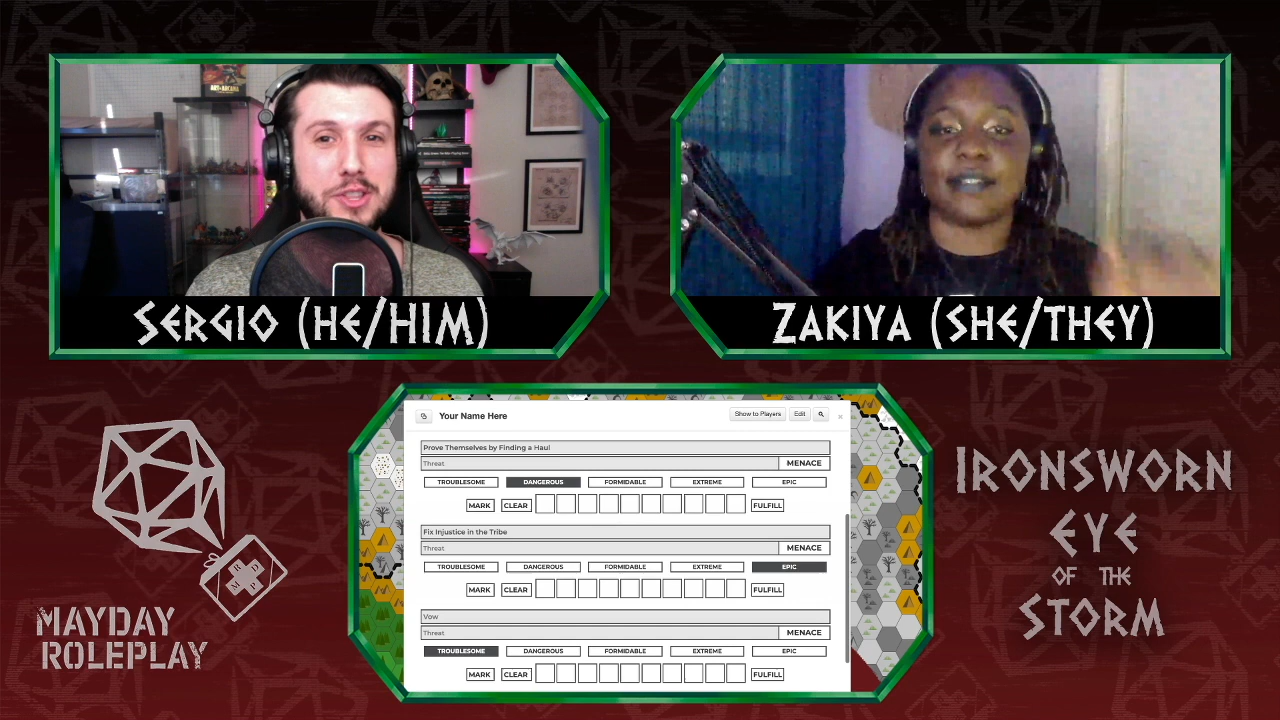 ART & ARCANA
SERGIO (HE/HIM)
ZAKIYA (SHE/THEY)
Your Name Here
Show to Players
Edit
Prove Themselves by Finding a Haul
Threat
MENACE
TROUBLESOME
DANGEROUS
FORMIDABLE
EXTREME
EPIC
MARK
CLEAR
FULFILL
Fix Injustice in the Tribe
Threat
MENACE
TROUBLESOME
DANGEROUS
FORMIDABLE
EXTREME
EPIC
MARK
CLEAR
FULFILL
Vow
Threat
MENACE
TROUBLESOME
DANGEROUS
FORMIDABLE
EXTREME
EPIC
MARK
CLEAR
FULFILL
MAYDAY
ROLEPLAY
IRONSWORN
EYE
OF THE
STORM